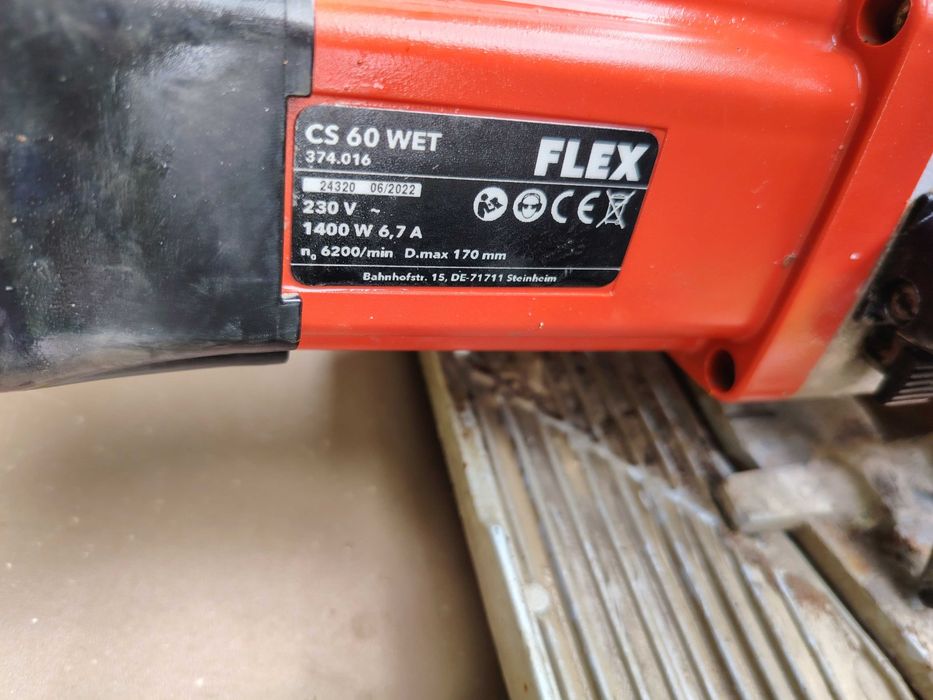 CS 60 WET
374.016
FLEX
24320 06/2022
230 V ~
1400 W 6,7 A
n₀ 6200/min D.max 170 mm
Bahnhofstr. 15, DE-71711 Steinheim
CE